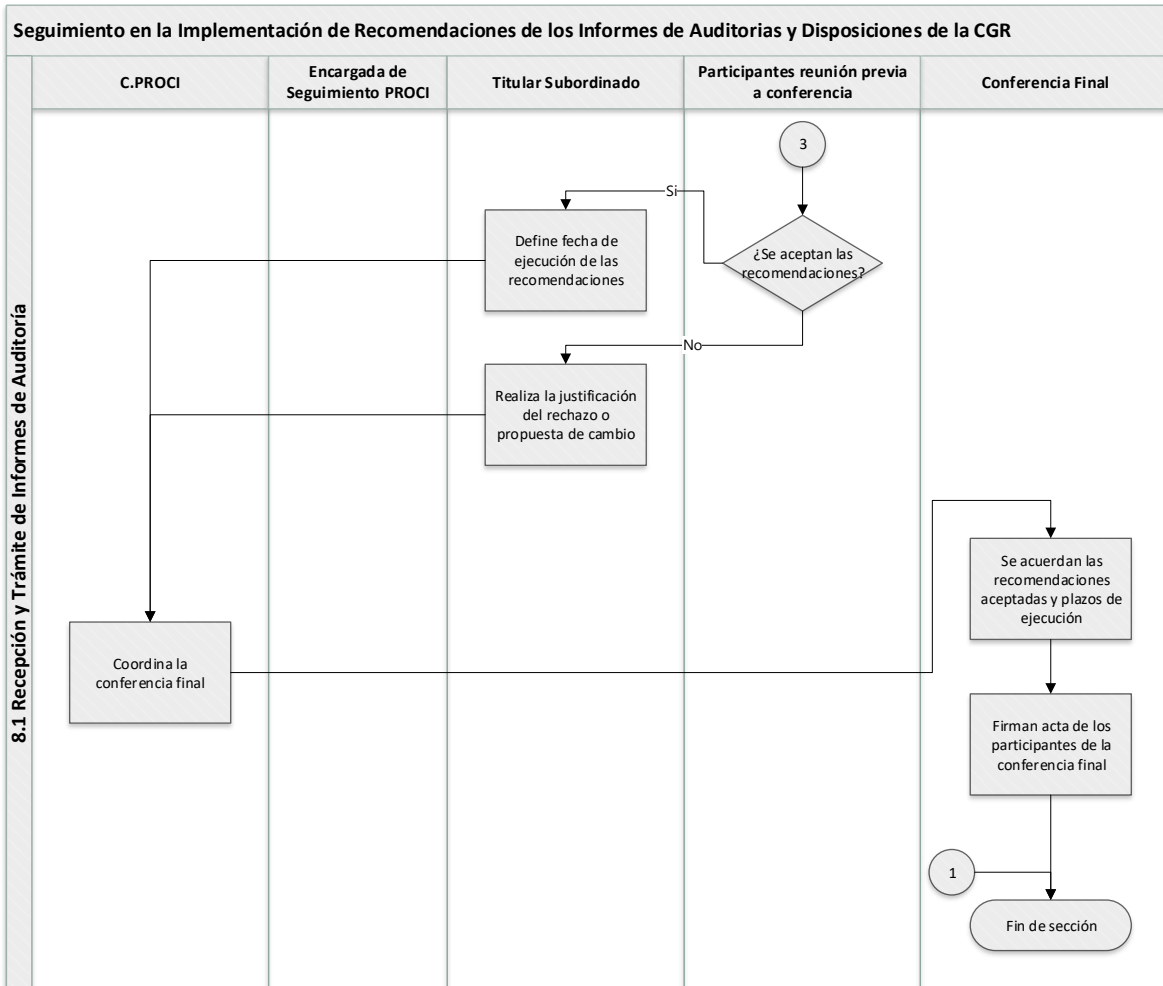 Seguimiento en la Implementación de Recomendaciones de los Informes de Auditorias y Disposiciones de la CGR
8.1 Recepción y Trámite de Informes de Auditoría
C.PROCI
Encargada de
Seguimiento PROCI
Titular Subordinado
Participantes reunión previa
a conferencia
Conferencia Final
3
Si
Define fecha de
ejecución de las
recomendaciones
¿Se aceptan las
recomendaciones?
No
Realiza la justificación
del rechazo o
propuesta de cambio
Se acuerdan las
recomendaciones
aceptadas y plazos de
ejecución
Coordina la
conferencia final
Firman acta de los
participantes de la
conferencia final
1
Fin de sección